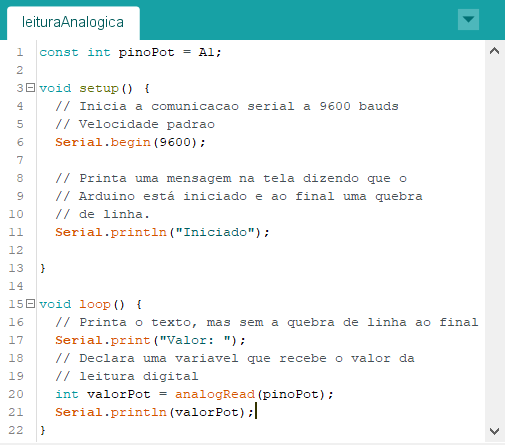 leituraAnalogica
1 const int pinoPot = A1;
2
3 void setup() {
4 // Inicia a comunicacao serial a 9600 bauds
5 // Velocidade padrao
6 Serial.begin(9600);
7
8 // Printa uma mensagem na tela dizendo que o
9 // Arduino está iniciado e ao final uma quebra
10 // de linha.
11 Serial.println("Iniciado");
12
13 }
14
15 void loop() {
16 // Printa o texto, mas sem a quebra de linha ao final
17 Serial.print("Valor: ");
18 // Declara uma variavel que recebe o valor da
19 // leitura digital
20 int valorPot = analogRead(pinoPot);
21 Serial.println(valorPot);
22 }